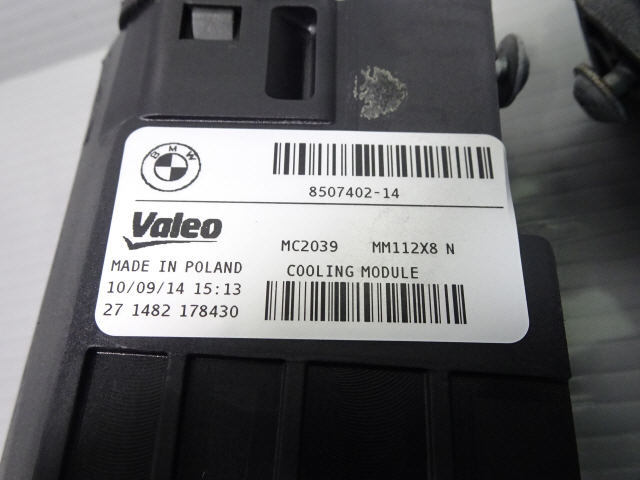 BMW
8507402-14
Valeo
MC2039 MM112X8 N
MADE IN POLAND COOLING MODULE
10/09/14 15:13
27 1482 178430